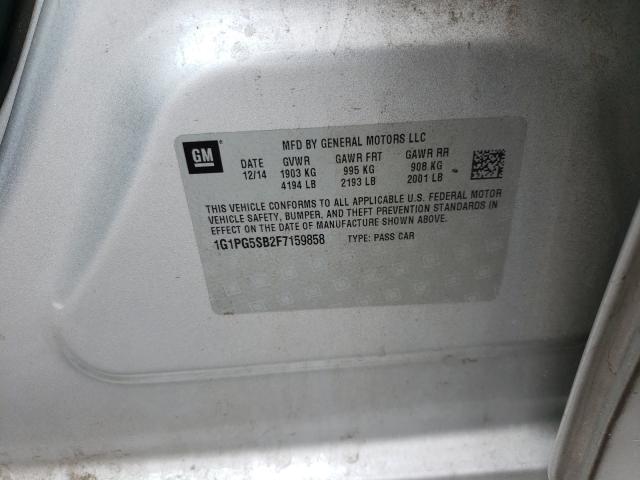 GM
MFD BY GENERAL MOTORS LLC
DATE GVWR GAWR FRT GAWR RR
12/14 1903 KG 995 KG 908 KG
4194 LB 2193 LB 2001 LB
THIS VEHICLE CONFORMS TO ALL APPLICABLE U.S. FEDERAL MOTOR
VEHICLE SAFETY, BUMPER, AND THEFT PREVENTION STANDARDS IN
EFFECT ON THE DATE OF MANUFACTURE SHOWN ABOVE.
1G1PG5SB2F7159858 TYPE: PASS CAR